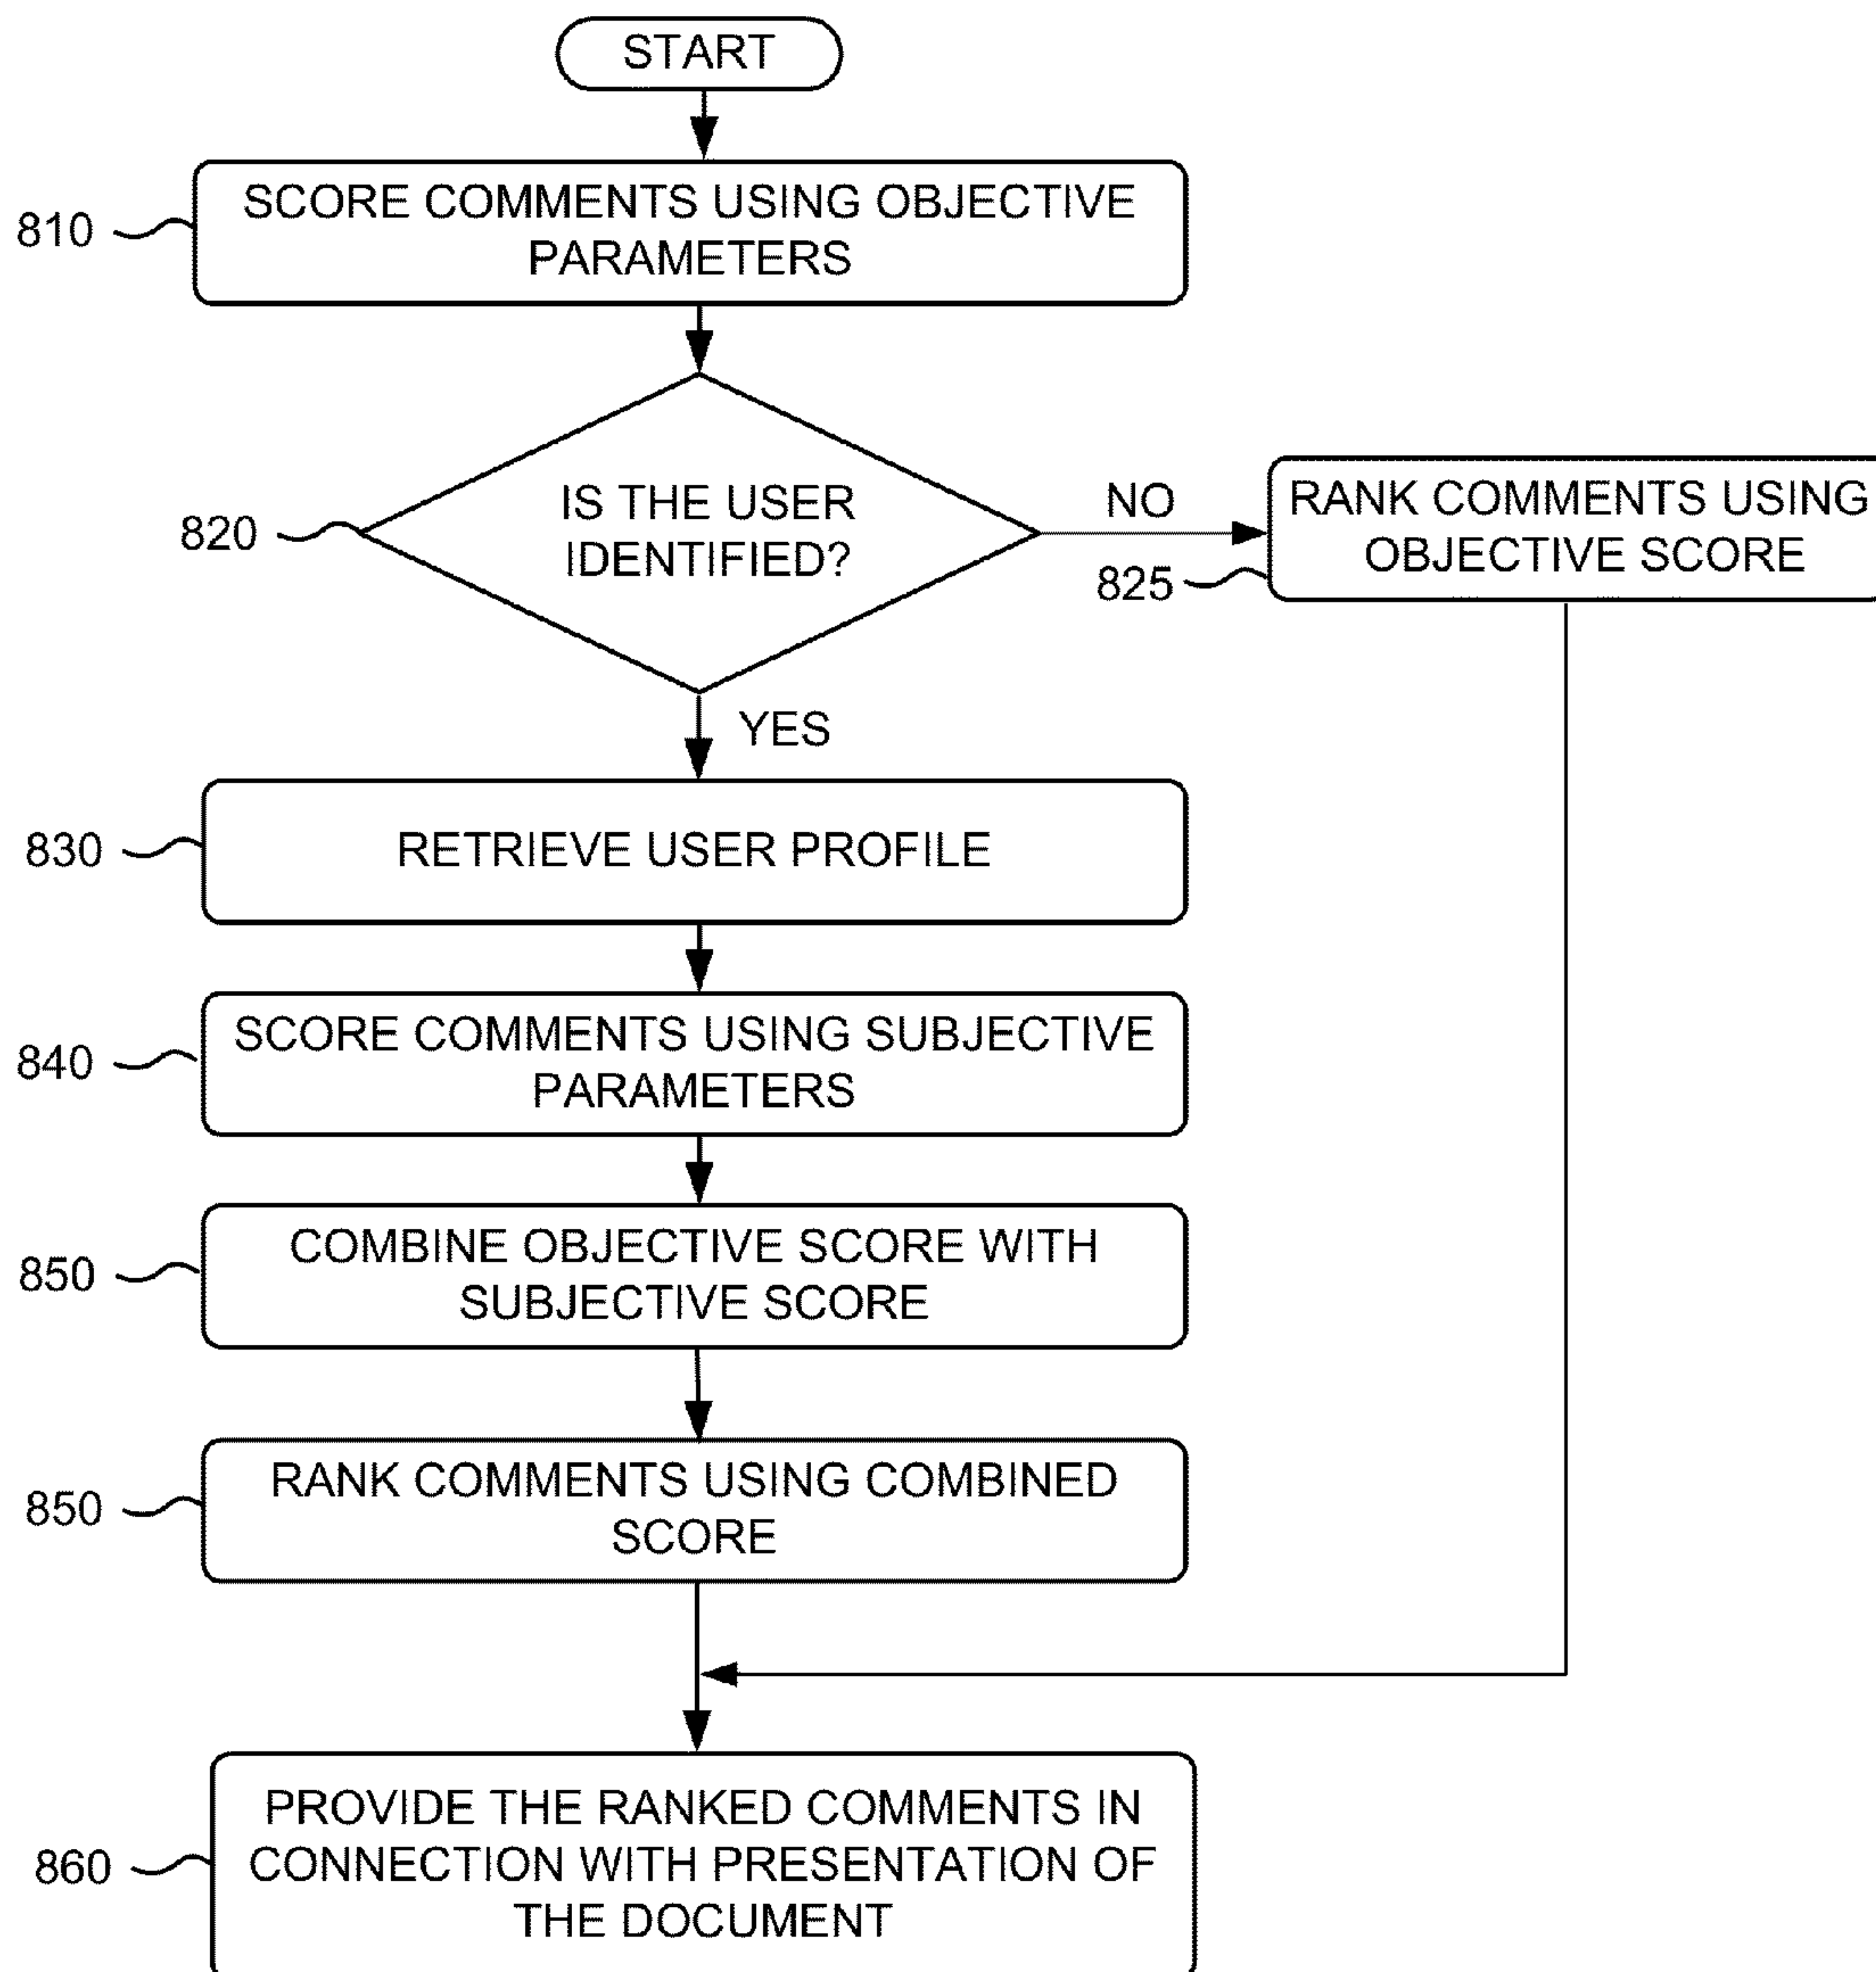 START
810
SCORE COMMENTS USING OBJECTIVE
PARAMETERS
820
IS THE USER
IDENTIFIED?
NO
825
RANK COMMENTS USING
OBJECTIVE SCORE
YES
830
RETRIEVE USER PROFILE
840
SCORE COMMENTS USING SUBJECTIVE
PARAMETERS
850
COMBINE OBJECTIVE SCORE WITH
SUBJECTIVE SCORE
850
RANK COMMENTS USING COMBINED
SCORE
860
PROVIDE THE RANKED COMMENTS IN
CONNECTION WITH PRESENTATION OF
THE DOCUMENT